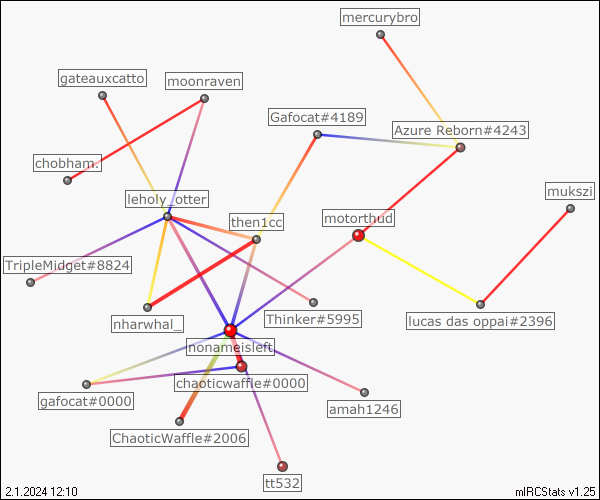 mercurybro
gateauxcatto
moonraven
Gafocat#4189
Azure Reborn#4243
chobham.
mukszi
leholy_otter
then1cc
motorthud
TripleMidget#8824
Thinker#5995
lucas das oppai#2396
nharwhal_
nonameisleft
chaoticwaffle#0000
gafocat#0000
amah1246
ChaoticWaffle#2006
tt532
2.1.2024 12:10
mIRCStats v1.25